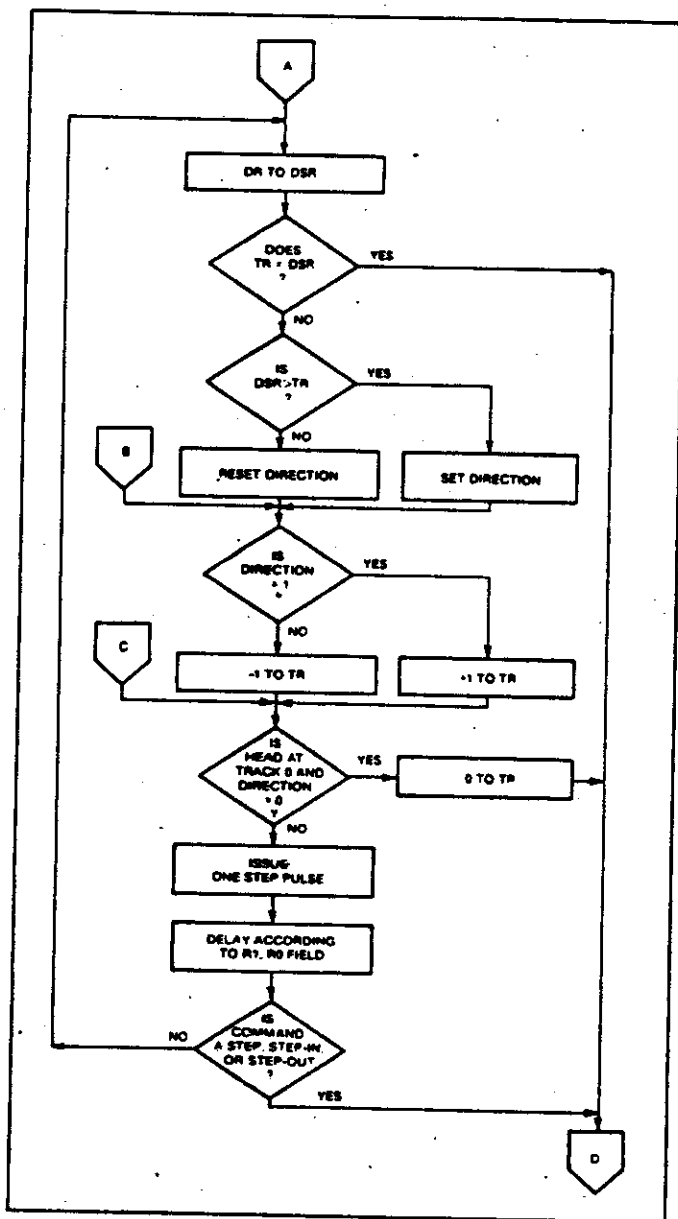 A
DR TO DSR
DOES
TR = DSR
?
YES
NO
IS
DSR>TR
?
YES
NO
B
RESET DIRECTION
SET DIRECTION
IS
DIRECTION
= 1
?
YES
NO
C
-1 TO TR
+1 TO TR
IS
HEAD AT
TRACK 0 AND
DIRECTION
= 0
?
YES
0 TO TR
NO
ISSUE
ONE STEP PULSE
DELAY ACCORDING
TO R1, R0 FIELD
IS
COMMAND
A STEP, STEP-IN,
OR STEP-OUT
?
NO
YES
D